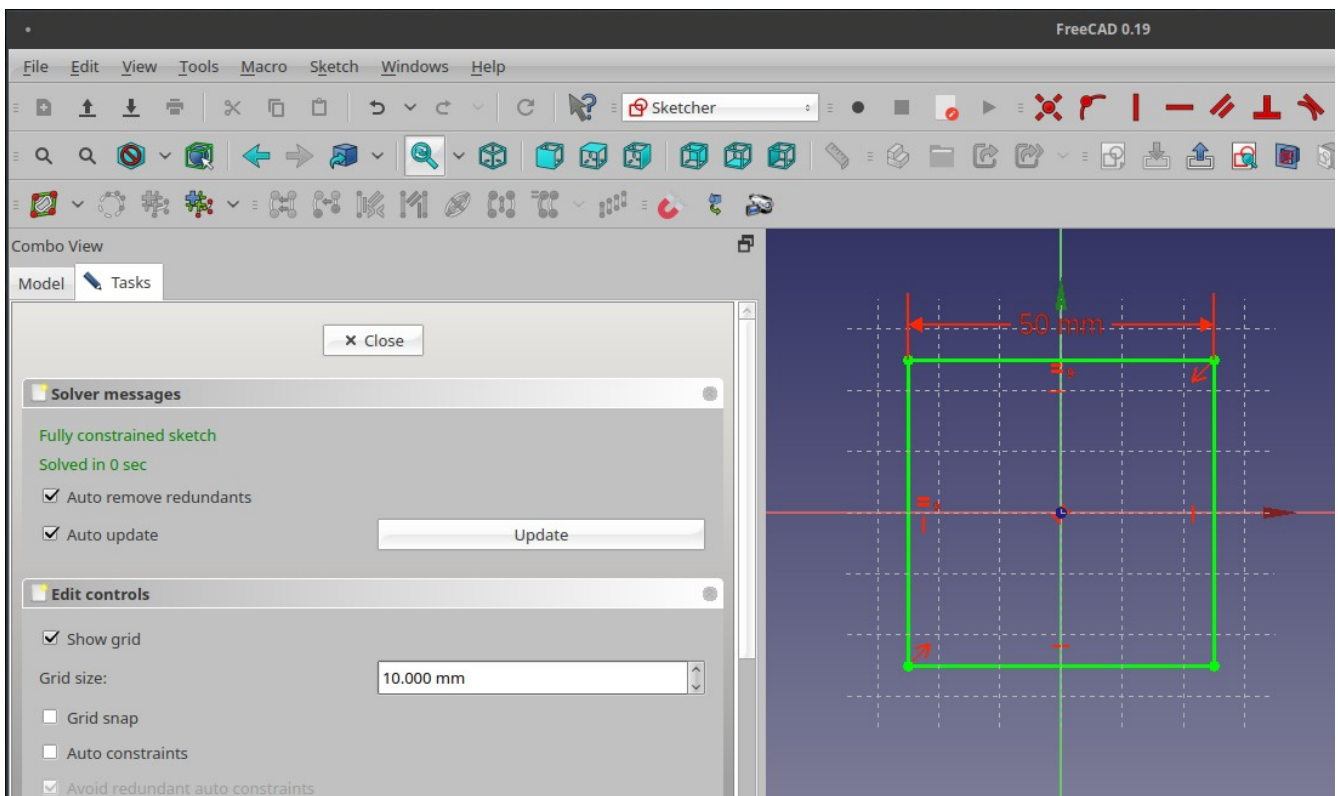 FreeCAD 0.19
File Edit View Tools Macro Sketch Windows Help
Sketcher
Combo View
Model Tasks
Close
Solver messages
Fully constrained sketch
Solved in 0 sec
Auto remove redundants
Auto update Update
Edit controls
Show grid
Grid size: 10.000 mm
Grid snap
Auto constraints
Avoid redundant auto constraints
50 mm